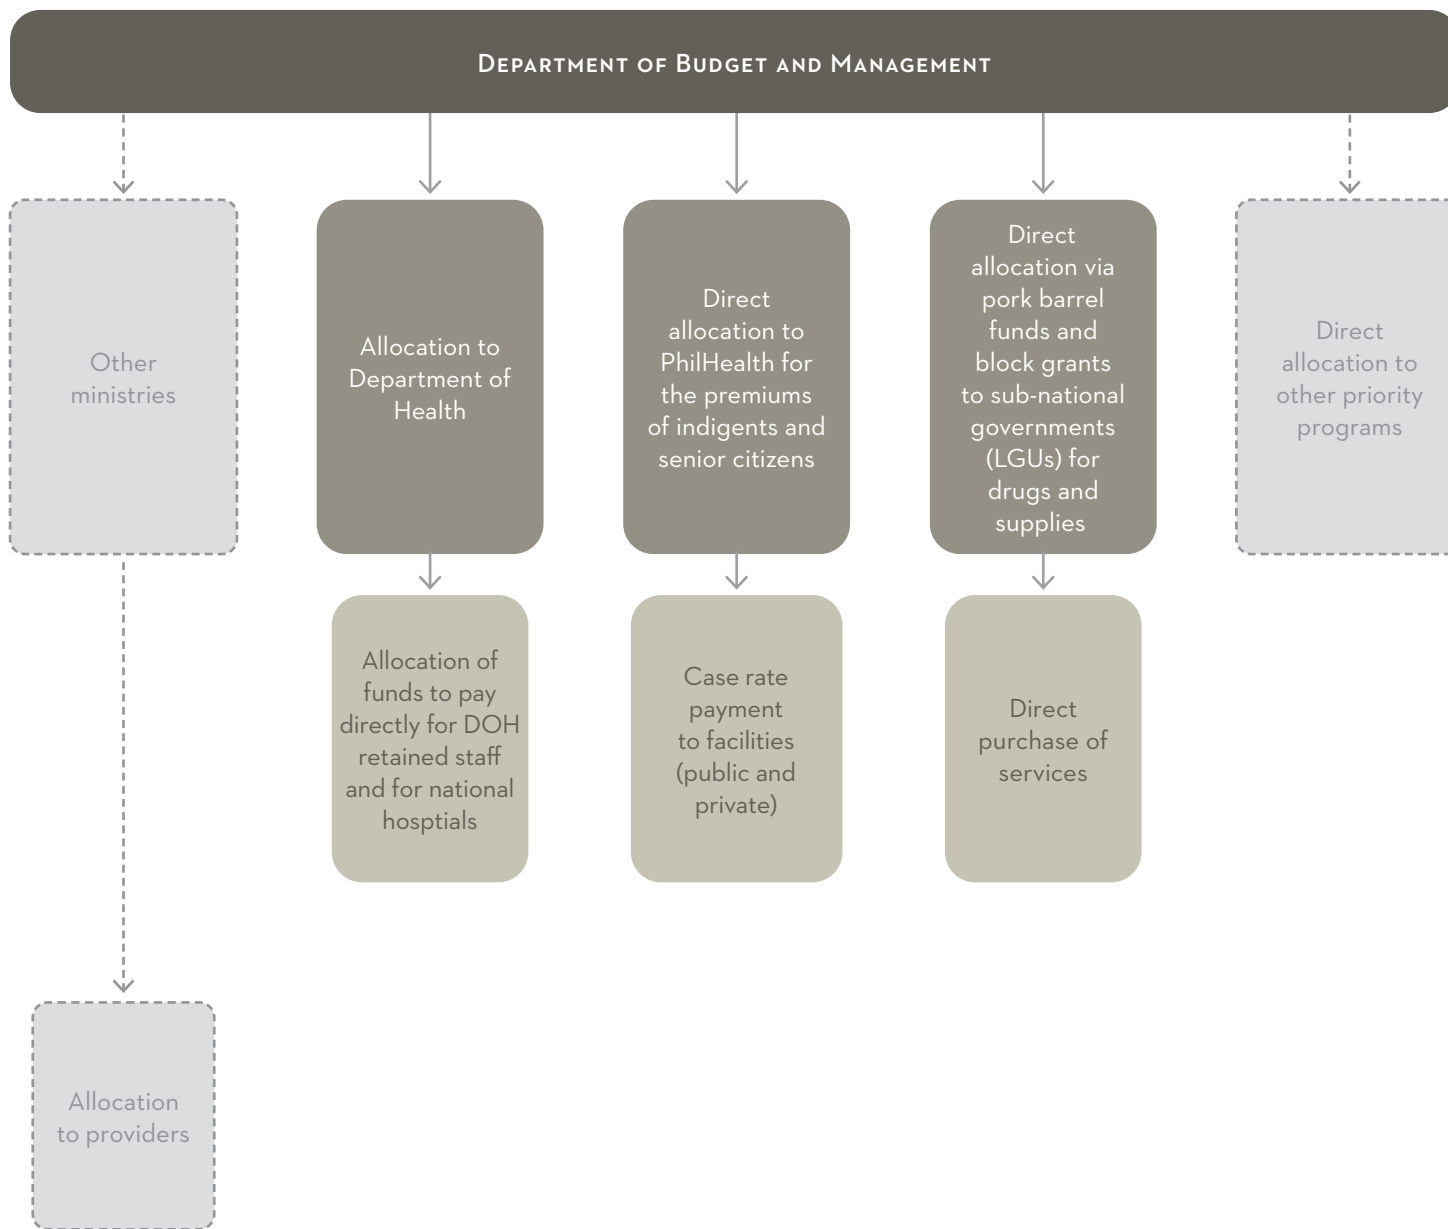 DEPARTMENT OF BUDGET AND MANAGEMENT
Other
ministries
Allocation to
Department of
Health
Direct
allocation to
PhilHealth for
the premiums
of indigents and
senior citizens
Direct
allocation via
pork barrel
funds and
block grants
to sub-national
governments
(LGUs) for
drugs and
supplies
Direct
allocation to
other priority
programs
Allocation of
funds to pay
directly for DOH
retained staff
and for national
hosptials
Case rate
payment
to facilities
(public and
private)
Direct
purchase of
services
Allocation
to providers